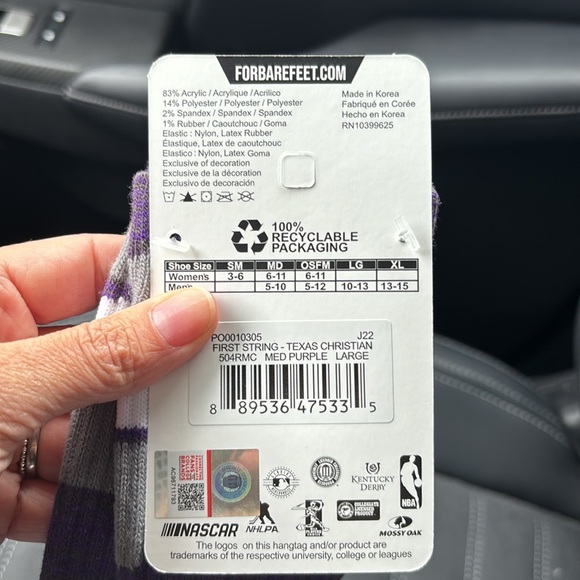 FORBAREFEET.COM
83% Acrylic / Acrylique / Acrílico
14% Polyester / Polyester / Polyester
2% Spandex / Spandex / Spandex
1% Rubber / Caoutchouc / Goma
Elastic : Nylon, Latex Rubber
Élastique, Latex de caoutchouc
Elastico : Nylon, Latex Goma
Exclusive of decoration
Exclusive de la décoration
Exclusivo de decoración
Made in Korea
Fabriqué en Corée
Hecho en Korea
RN10399625
100%
RECYCLABLE
PACKAGING
Shoe Size SM MD OSFM LG XL
Women's 3-6 6-11 6-11
Men's 5-10 5-12 10-13 13-15
PO0010305 J22
FIRST STRING - TEXAS CHRISTIAN
504RMC MED PURPLE LARGE
8 89536 47533 5
KENTUCKY
DERBY
NBA
COLLEGIATE
LICENSED
PRODUCT
NASCAR
NHLPA
MOSSY OAK
The logos on this hangtag and/or product are
trademarks of the respective university, college or leagues